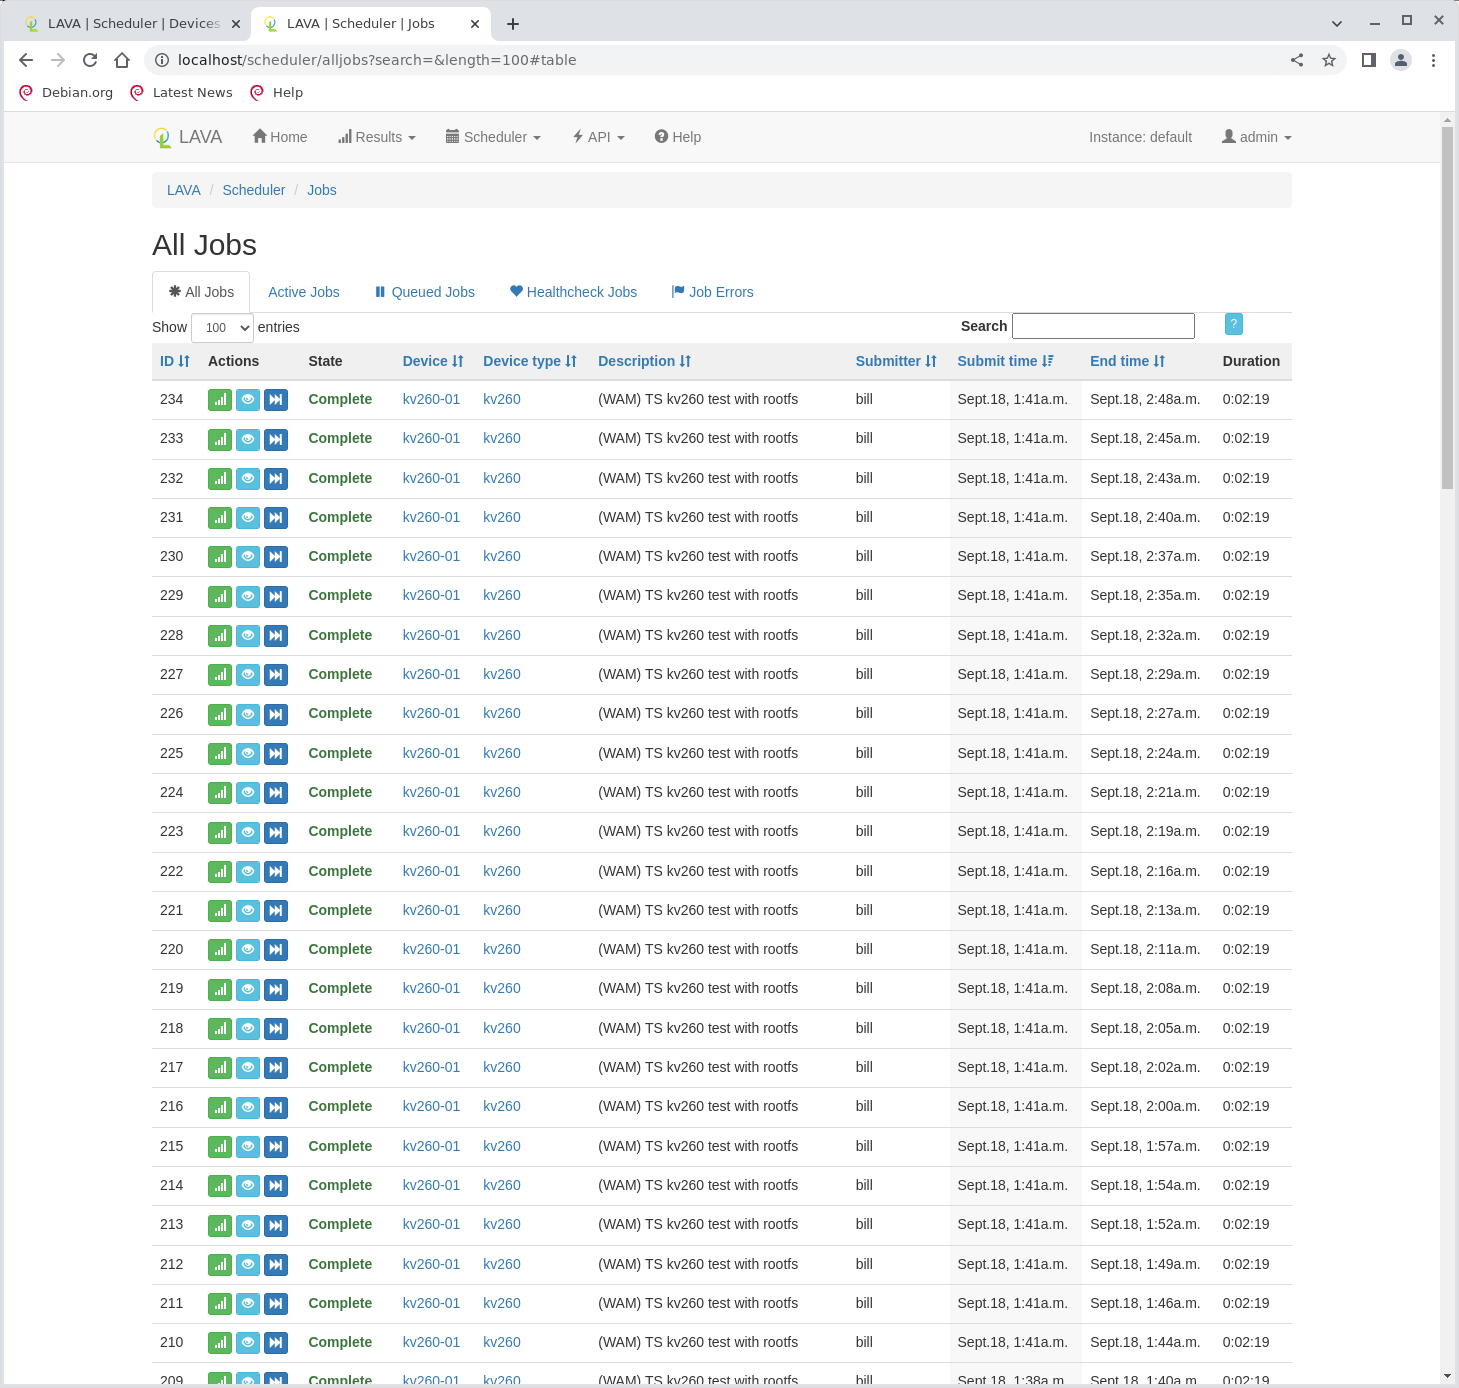 LAVA | Scheduler | Devices
LAVA | Scheduler | Jobs
localhost/scheduler/alljobs?search=&length=100#table
Debian.org Latest News Help
LAVA Home Results Scheduler API Help Instance: default admin
LAVA / Scheduler / Jobs
All Jobs
All Jobs Active Jobs Queued Jobs Healthcheck Jobs Job Errors
Show 100 entries Search ?
ID Actions State Device Device type Description Submitter Submit time End time Duration
234 Complete kv260-01 kv260 (WAM) TS kv260 test with rootfs bill Sept.18, 1:41a.m. Sept.18, 2:48a.m. 0:02:19
233 Complete kv260-01 kv260 (WAM) TS kv260 test with rootfs bill Sept.18, 1:41a.m. Sept.18, 2:45a.m. 0:02:19
232 Complete kv260-01 kv260 (WAM) TS kv260 test with rootfs bill Sept.18, 1:41a.m. Sept.18, 2:43a.m. 0:02:19
231 Complete kv260-01 kv260 (WAM) TS kv260 test with rootfs bill Sept.18, 1:41a.m. Sept.18, 2:40a.m. 0:02:19
230 Complete kv260-01 kv260 (WAM) TS kv260 test with rootfs bill Sept.18, 1:41a.m. Sept.18, 2:37a.m. 0:02:19
229 Complete kv260-01 kv260 (WAM) TS kv260 test with rootfs bill Sept.18, 1:41a.m. Sept.18, 2:35a.m. 0:02:19
228 Complete kv260-01 kv260 (WAM) TS kv260 test with rootfs bill Sept.18, 1:41a.m. Sept.18, 2:32a.m. 0:02:19
227 Complete kv260-01 kv260 (WAM) TS kv260 test with rootfs bill Sept.18, 1:41a.m. Sept.18, 2:29a.m. 0:02:19
226 Complete kv260-01 kv260 (WAM) TS kv260 test with rootfs bill Sept.18, 1:41a.m. Sept.18, 2:27a.m. 0:02:19
225 Complete kv260-01 kv260 (WAM) TS kv260 test with rootfs bill Sept.18, 1:41a.m. Sept.18, 2:24a.m. 0:02:19
224 Complete kv260-01 kv260 (WAM) TS kv260 test with rootfs bill Sept.18, 1:41a.m. Sept.18, 2:21a.m. 0:02:19
223 Complete kv260-01 kv260 (WAM) TS kv260 test with rootfs bill Sept.18, 1:41a.m. Sept.18, 2:19a.m. 0:02:19
222 Complete kv260-01 kv260 (WAM) TS kv260 test with rootfs bill Sept.18, 1:41a.m. Sept.18, 2:16a.m. 0:02:19
221 Complete kv260-01 kv260 (WAM) TS kv260 test with rootfs bill Sept.18, 1:41a.m. Sept.18, 2:13a.m. 0:02:19
220 Complete kv260-01 kv260 (WAM) TS kv260 test with rootfs bill Sept.18, 1:41a.m. Sept.18, 2:11a.m. 0:02:19
219 Complete kv260-01 kv260 (WAM) TS kv260 test with rootfs bill Sept.18, 1:41a.m. Sept.18, 2:08a.m. 0:02:19
218 Complete kv260-01 kv260 (WAM) TS kv260 test with rootfs bill Sept.18, 1:41a.m. Sept.18, 2:05a.m. 0:02:19
217 Complete kv260-01 kv260 (WAM) TS kv260 test with rootfs bill Sept.18, 1:41a.m. Sept.18, 2:02a.m. 0:02:19
216 Complete kv260-01 kv260 (WAM) TS kv260 test with rootfs bill Sept.18, 1:41a.m. Sept.18, 2:00a.m. 0:02:19
215 Complete kv260-01 kv260 (WAM) TS kv260 test with rootfs bill Sept.18, 1:41a.m. Sept.18, 1:57a.m. 0:02:19
214 Complete kv260-01 kv260 (WAM) TS kv260 test with rootfs bill Sept.18, 1:41a.m. Sept.18, 1:54a.m. 0:02:19
213 Complete kv260-01 kv260 (WAM) TS kv260 test with rootfs bill Sept.18, 1:41a.m. Sept.18, 1:52a.m. 0:02:19
212 Complete kv260-01 kv260 (WAM) TS kv260 test with rootfs bill Sept.18, 1:41a.m. Sept.18, 1:49a.m. 0:02:19
211 Complete kv260-01 kv260 (WAM) TS kv260 test with rootfs bill Sept.18, 1:41a.m. Sept.18, 1:46a.m. 0:02:19
210 Complete kv260-01 kv260 (WAM) TS kv260 test with rootfs bill Sept.18, 1:41a.m. Sept.18, 1:44a.m. 0:02:19
209 Complete kv260-01 kv260 (WAM) TS kv260 test with rootfs bill Sept.18, 1:38a.m. Sept.18, 1:40a.m. 0:02:19